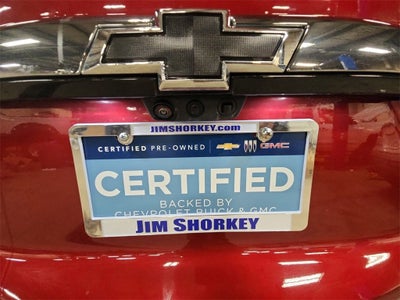 JIMSHORKEY.com
CERTIFIED PRE-OWNED GMC
CERTIFIED
BACKED BY
CHEVROLET BUICK & GMC
JIM SHORKEY